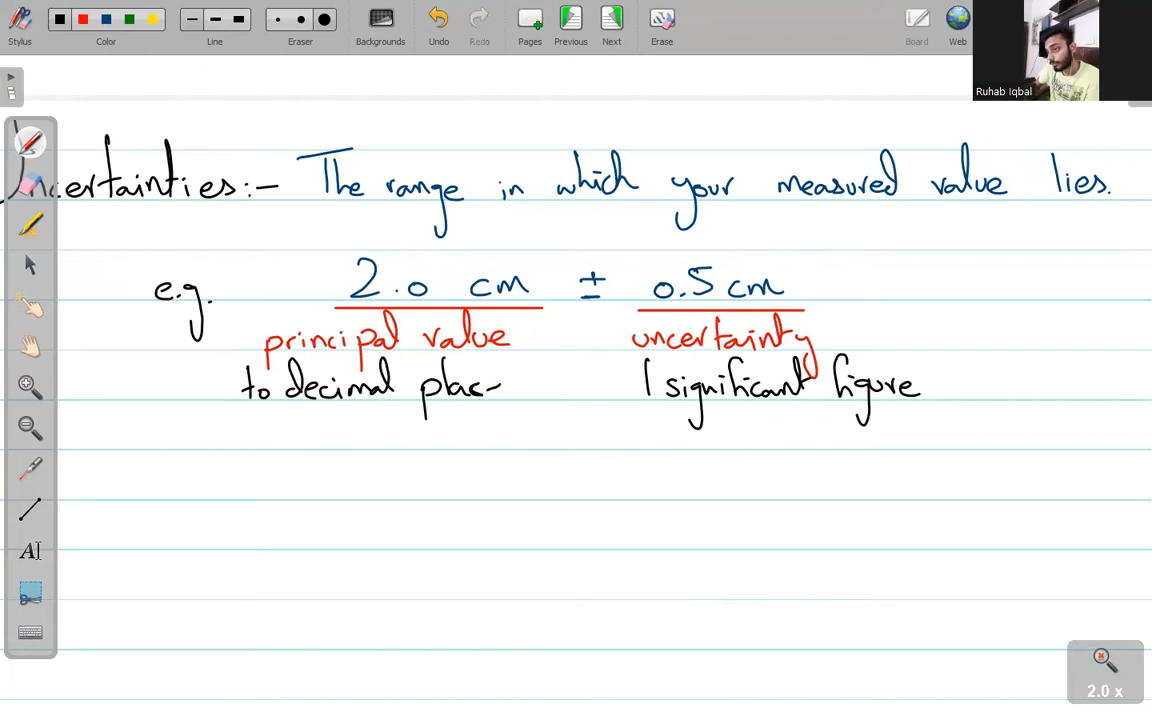 Stylus Color Line Eraser Backgrounds Undo Redo Pages Previous Next Erase Board Web
Ruhab Iqbal
Uncertainties:- The range in which your measured value lies.
e.g. 2.0 cm ± 0.5 cm
principal value uncertainty
to decimal plac 1 significant figure
2.0 x